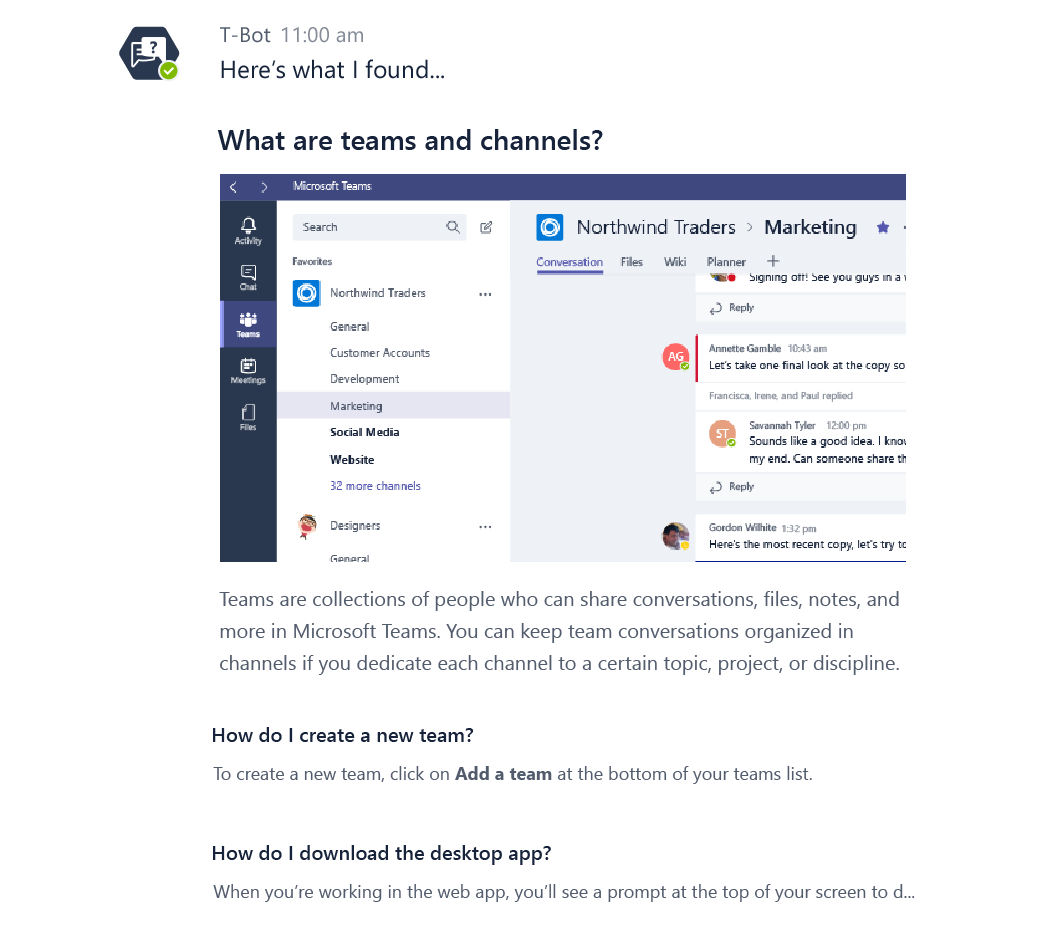 T-Bot 11:00 am
Here's what I found...
What are teams and channels?
Microsoft Teams
Activity
Chat
Teams
Meetings
Files
Search
Favorites
Northwind Traders
General
Customer Accounts
Development
Marketing
Social Media
Website
32 more channels
Designers
General
Northwind Traders > Marketing
Conversation Files Wiki Planner +
Signing off! See you guys in a
Reply
AG
Annette Gamble 10:43 am
Let's take one final look at the copy so
Francisca, Irene, and Paul replied
ST
Savannah Tyler 12:00 pm
Sounds like a good idea. I know
my end. Can someone share th
Reply
Gordon Wilhite 1:32 pm
Here's the most recent copy, let's try to
Teams are collections of people who can share conversations, files, notes, and
more in Microsoft Teams. You can keep team conversations organized in
channels if you dedicate each channel to a certain topic, project, or discipline.
How do I create a new team?
To create a new team, click on Add a team at the bottom of your teams list.
How do I download the desktop app?
When you're working in the web app, you'll see a prompt at the top of your screen to d...